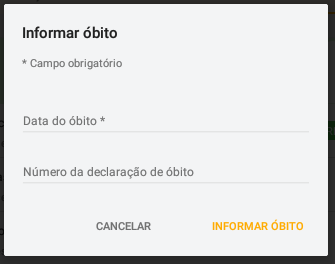 Informar óbito
* Campo obrigatório
Data do óbito *
Número da declaração de óbito
CANCELAR INFORMAR ÓBITO